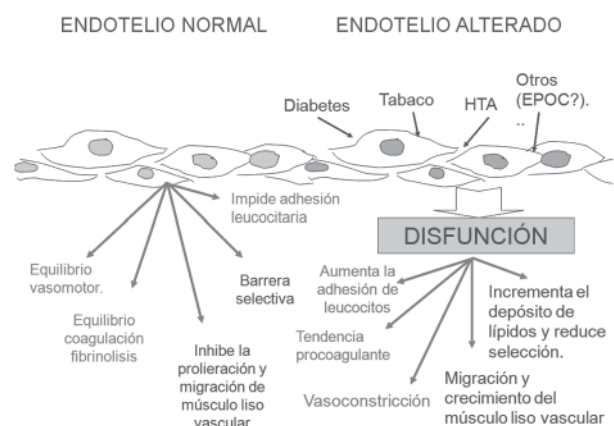 ENDOTELIO NORMAL
ENDOTELIO ALTERADO
Diabetes
Tabaco
HTA
Otros
(EPOC?).
..
Impide adhesión
leucocitaria
Equilibrio
vasomotor.
Equilibrio
coagulación
fibrinolisis
Barrera
selectiva
Inhibe la
prolieración y
migración de
músculo liso
vascular
DISFUNCIÓN
Aumenta la
adhesión de
leucocitos
Tendencia
procoagulante
Vasoconstricción
Incrementa el
depósito de
lípidos y reduce
selección.
Migración y
crecimiento del
músculo liso vascular